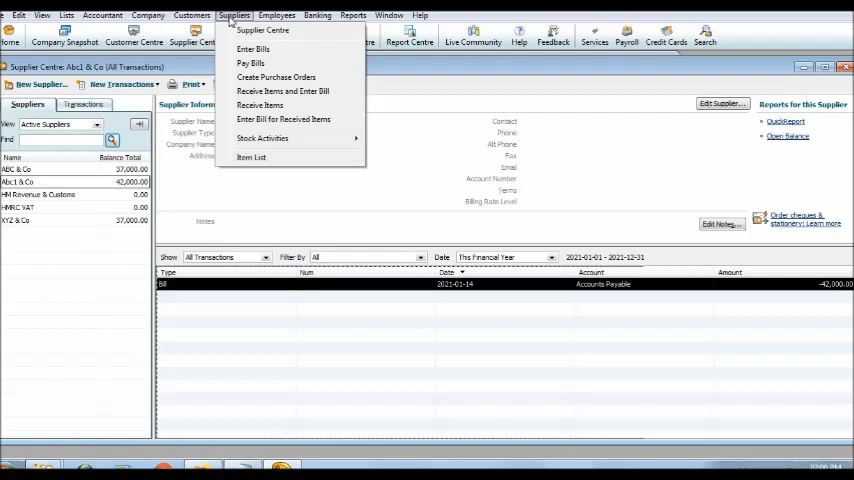 Edit View Lists Accountant Company Customers Suppliers Employees Banking Reports Window Help
Home Company Snapshot Customer Centre Supplier Cen Report Centre Live Community Help Feedback Services Payroll Credit Cards Search
Supplier Centre: Abc1 & Co (All Transactions)
New Supplier... New Transactions Print
Supplier Centre
Enter Bills
Pay Bills
Create Purchase Orders
Receive Items and Enter Bill
Receive Items
Enter Bill for Received Items
Stock Activities
Item List
Suppliers Transactions
View Active Suppliers
Find
Name Balance Total
ABC & Co 37,000.00
Abc1 & Co 42,000.00
HM Revenue & Customs 0.00
HMRC VAT 0.00
XYZ & Co 37,000.00
Supplier Inform
Edit Supplier...
Supplier Name
Supplier Type
Company Name
Address
Contact
Phone
Alt Phone
Fax
Email
Account Number
Terms
Billing Rate Level
Notes
Edit Notes...
Reports for this Supplier
QuickReport
Open Balance
Order cheques &
stationery: Learn more
Show All Transactions Filter By All Date This Financial Year 2021-01-01 - 2021-12-31
Type Num Date Account Amount
Bill 2021-01-14 Accounts Payable -42,000.00